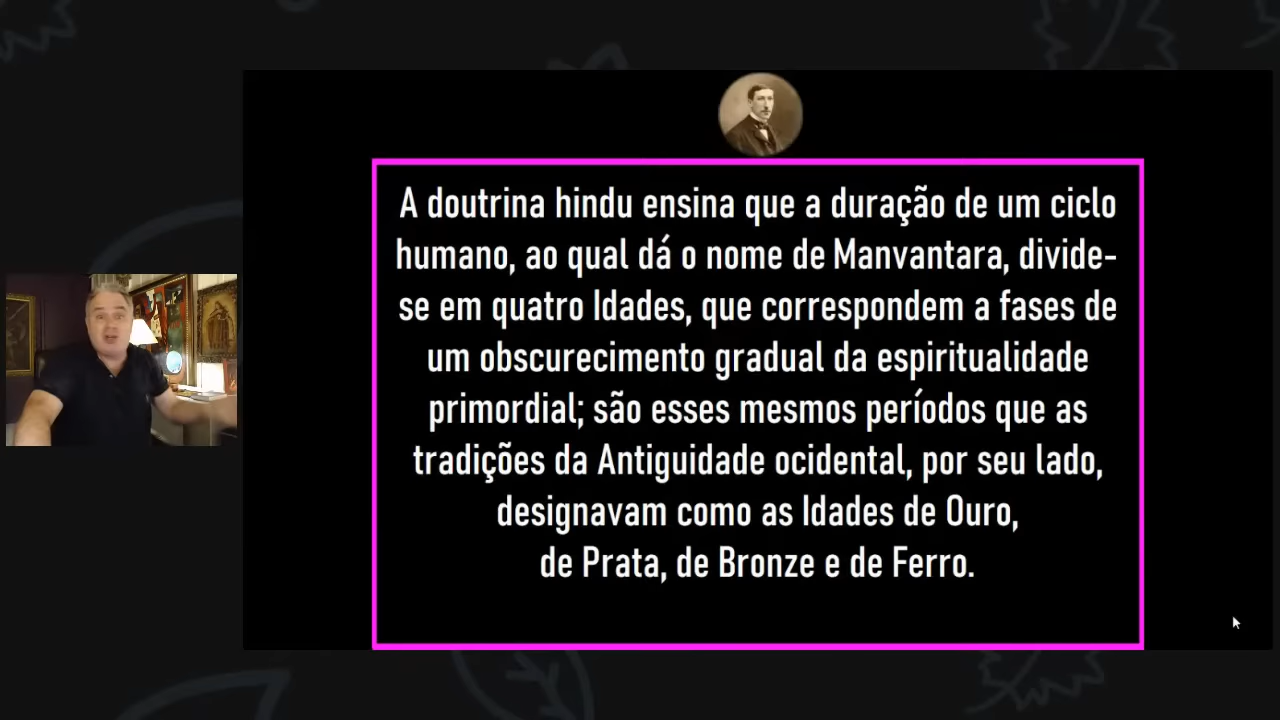 A doutrina hindu ensina que a duração de um ciclo
humano, ao qual dá o nome de Manvantara, divide-
se em quatro Idades, que correspondem a fases de
um obscurecimento gradual da espiritualidade
primordial; são esses mesmos períodos que as
tradições da Antiguidade ocidental, por seu lado,
designavam como as Idades de Ouro,
de Prata, de Bronze e de Ferro.